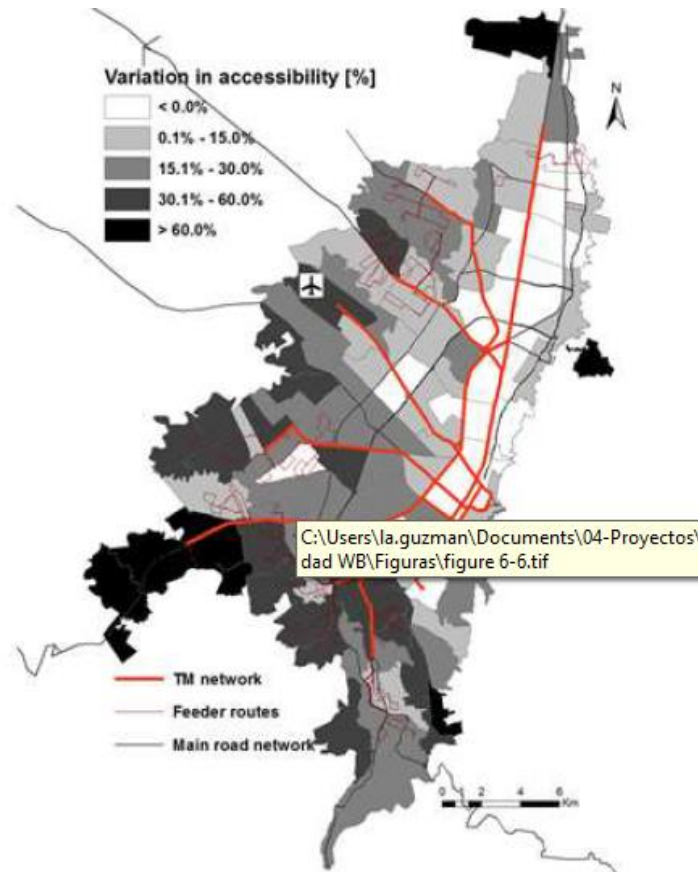 Variation in accessibility [%]
< 0.0%
0.1% - 15.0%
15.1% - 30.0%
30.1% - 60.0%
> 60.0%
N
C:\Users\la.guzman\Documents\04-Proyectos\
dad WB\Figuras\figure 6-6.tif
TM network
Feeder routes
Main road network
0 1 2 4 6
Km